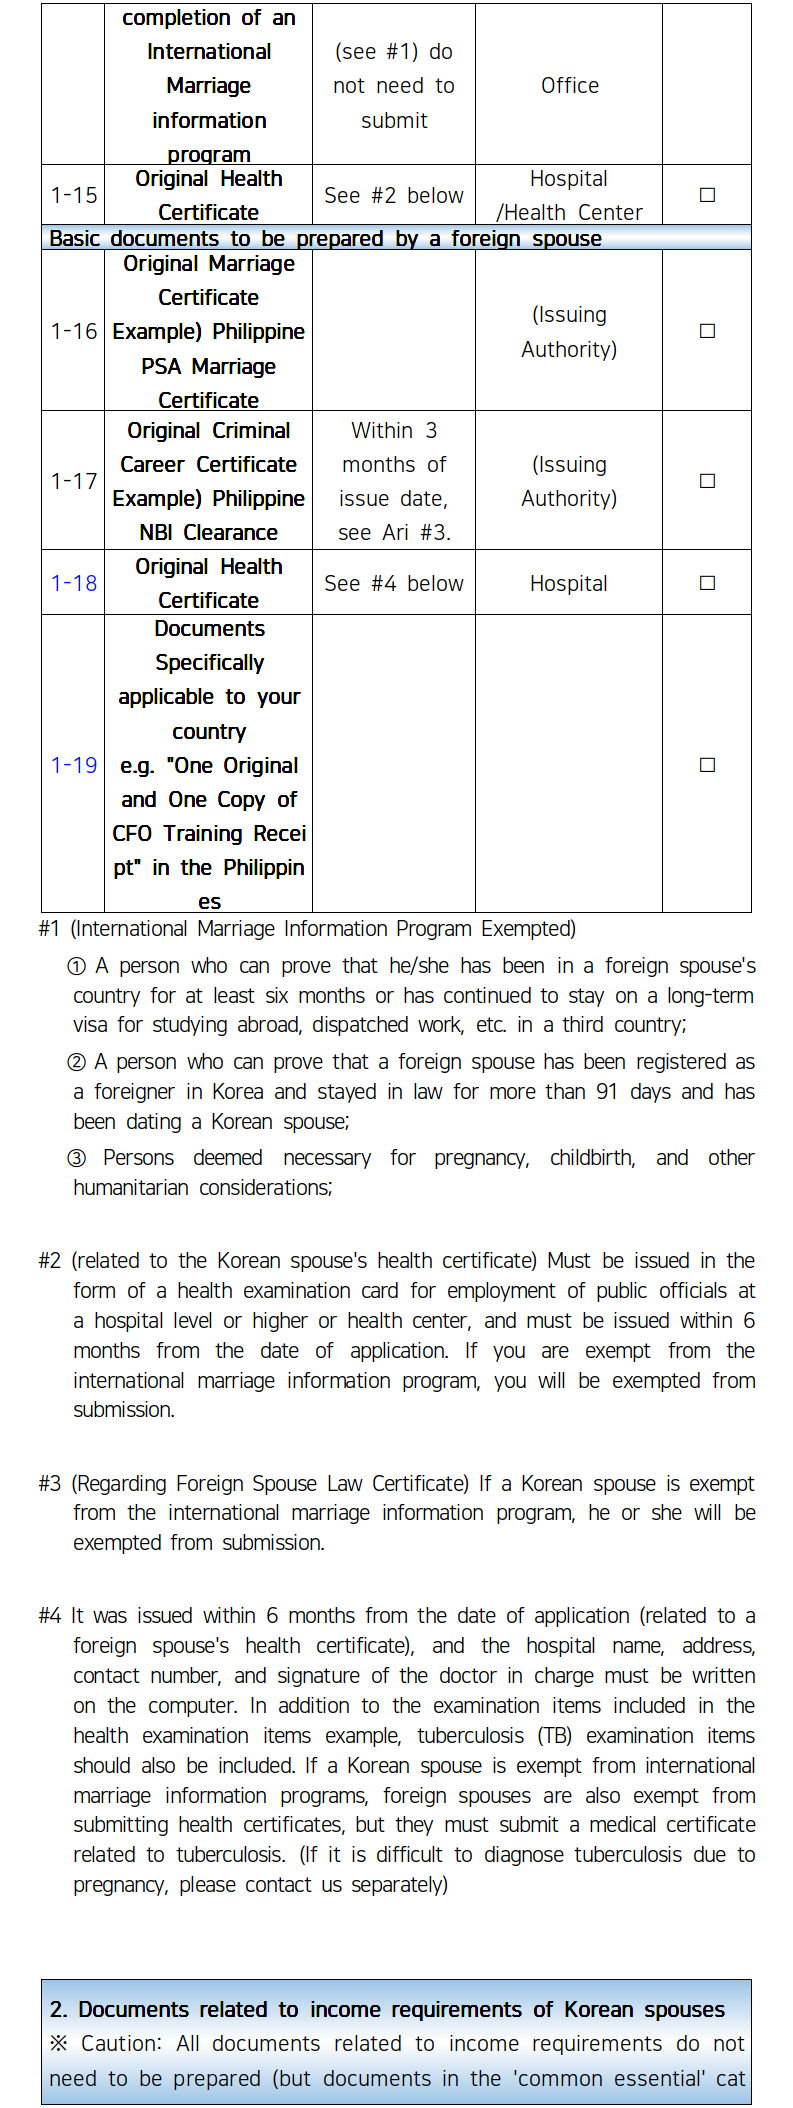 completion of an
International
Marriage
information
program
(see #1) do
not need to
submit
Office
1-15
Original Health
Certificate
See #2 below
Hospital
/Health Center
☐
Basic documents to be prepared by a foreign spouse
1-16
Original Marriage
Certificate
Example) Philippine
PSA Marriage
Certificate
(Issuing
Authority)
☐
1-17
Original Criminal
Career Certificate
Example) Philippine
NBI Clearance
Within 3
months of
issue date,
see Ari #3.
(Issuing
Authority)
☐
1-18
Original Health
Certificate
See #4 below
Hospital
☐
1-19
Documents
Specifically
applicable to your
country
e.g. "One Original
and One Copy of
CFO Training Recei
pt" in the Philippin
es
☐
#1 (International Marriage Information Program Exempted)
① A person who can prove that he/she has been in a foreign spouse's
country for at least six months or has continued to stay on a long-term
visa for studying abroad, dispatched work, etc. in a third country;
② A person who can prove that a foreign spouse has been registered as
a foreigner in Korea and stayed in law for more than 91 days and has
been dating a Korean spouse;
③ Persons deemed necessary for pregnancy, childbirth, and other
humanitarian considerations;
#2 (related to the Korean spouse's health certificate) Must be issued in the
form of a health examination card for employment of public officials at
a hospital level or higher or health center, and must be issued within 6
months from the date of application. If you are exempt from the
international marriage information program, you will be exempted from
submission.
#3 (Regarding Foreign Spouse Law Certificate) If a Korean spouse is exempt
from the international marriage information program, he or she will be
exempted from submission.
#4 It was issued within 6 months from the date of application (related to a
foreign spouse's health certificate), and the hospital name, address,
contact number, and signature of the doctor in charge must be written
on the computer. In addition to the examination items included in the
health examination items example, tuberculosis (TB) examination items
should also be included. If a Korean spouse is exempt from international
marriage information programs, foreign spouses are also exempt from
submitting health certificates, but they must submit a medical certificate
related to tuberculosis. (If it is difficult to diagnose tuberculosis due to
pregnancy, please contact us separately)
2. Documents related to income requirements of Korean spouses
※ Caution: All documents related to income requirements do not
need to be prepared (but documents in the 'common essential' cat